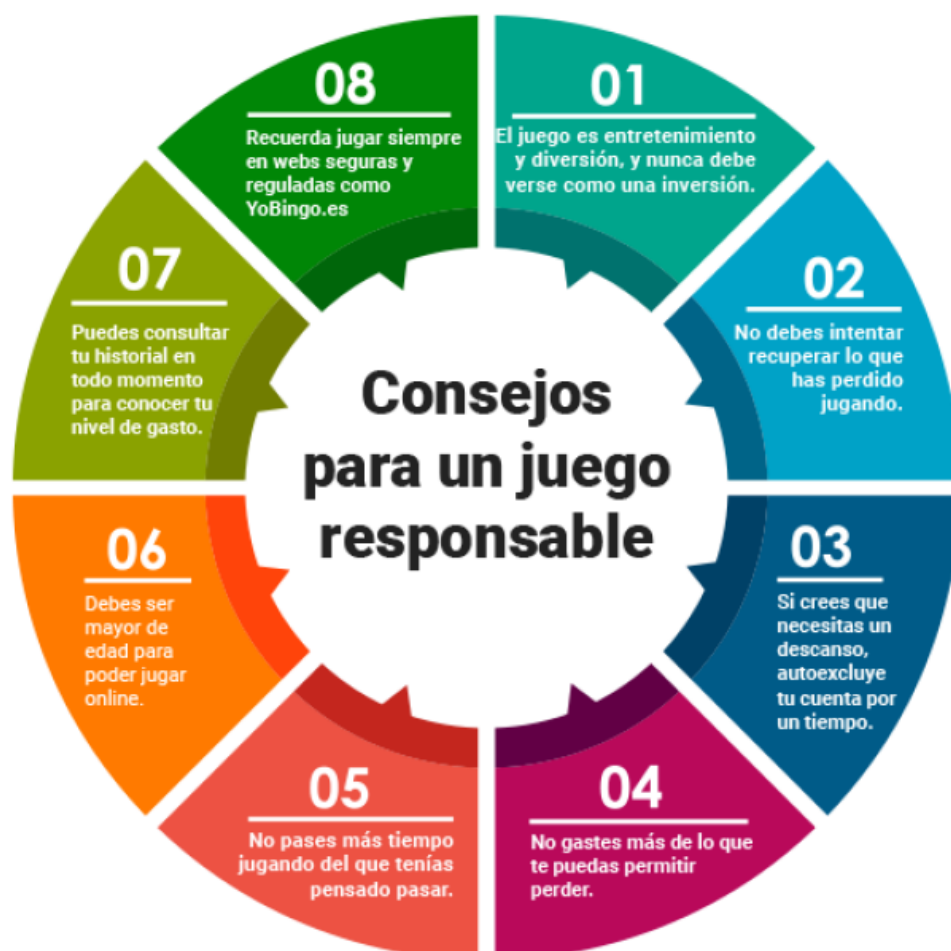 Consejos
para un juego
responsable
01
El juego es entretenimiento
y diversión, y nunca debe
verse como una inversión.
02
No debes intentar
recuperar lo que
has perdido
jugando.
03
Si crees que
necesitas un
descanso,
autoexcluye
tu cuenta por
un tiempo.
04
No gastes más de lo que
te puedas permitir
perder.
05
No pases más tiempo
jugando del que tenías
pensado pasar.
06
Debes ser
mayor de
edad para
poder jugar
online.
07
Puedes consultar
tu historial en
todo momento
para conocer tu
nivel de gasto.
08
Recuerda jugar siempre
en webs seguras y
reguladas como
YoBingo.es